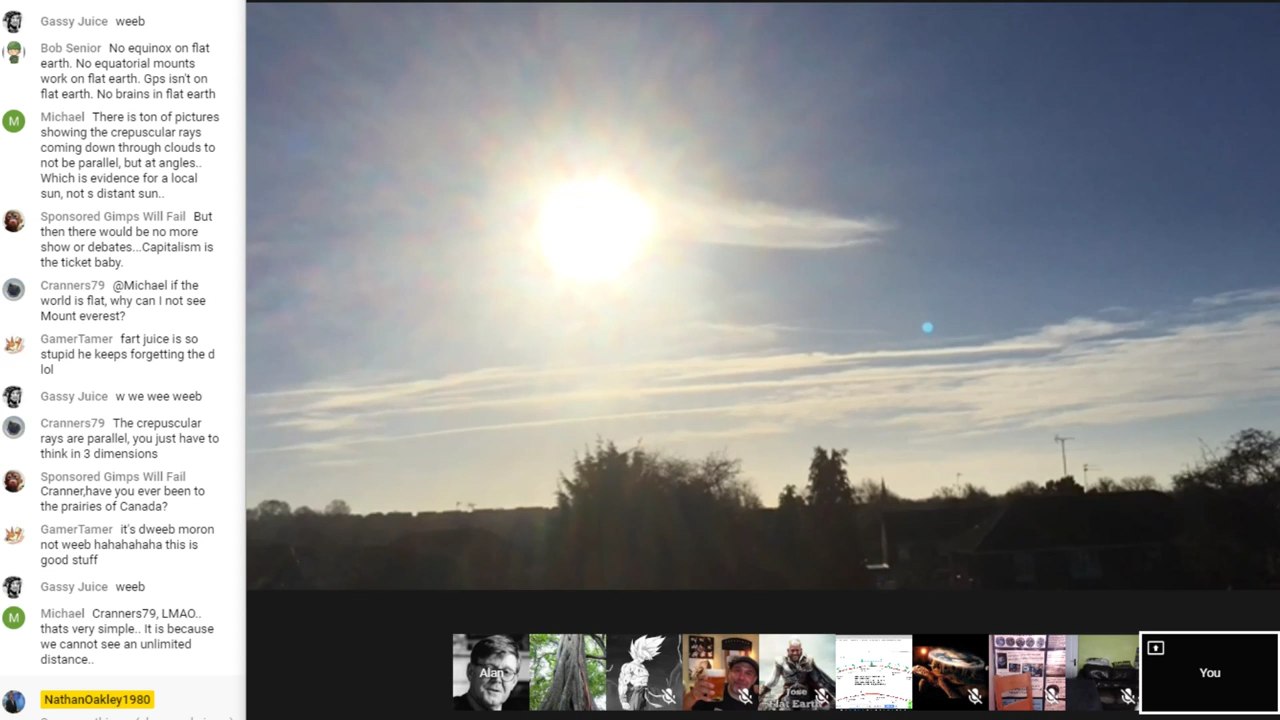 Gassy Juice weeb
Bob Senior No equinox on flat
earth. No equatorial mounts
work on flat earth. Gps isn't on
flat earth. No brains in flat earth
M
Michael There is ton of pictures
showing the crepuscular rays
coming down through clouds to
not be parallel, but at angles..
Which is evidence for a local
sun, not s distant sun..
Sponsored Gimps Will Fail But
then there would be no more
show or debates...Capitalism is
the ticket baby.
Cranners79 @Michael if the
world is flat, why can I not see
Mount everest?
GamerTamer fart juice is so
stupid he keeps forgetting the d
lol
Gassy Juice w we wee weeb
Cranners79 The crepuscular
rays are parallel, you just have to
think in 3 dimensions
Sponsored Gimps Will Fail
Cranner,have you ever been to
the prairies of Canada?
GamerTamer it's dweeb moron
not weeb hahahahaha this is
good stuff
Gassy Juice weeb
M
Michael Cranners79, LMAO..
thats very simple.. It is because
we cannot see an unlimited
distance..
NathanOakley1980
Alan
Jose
Flat Earth
You